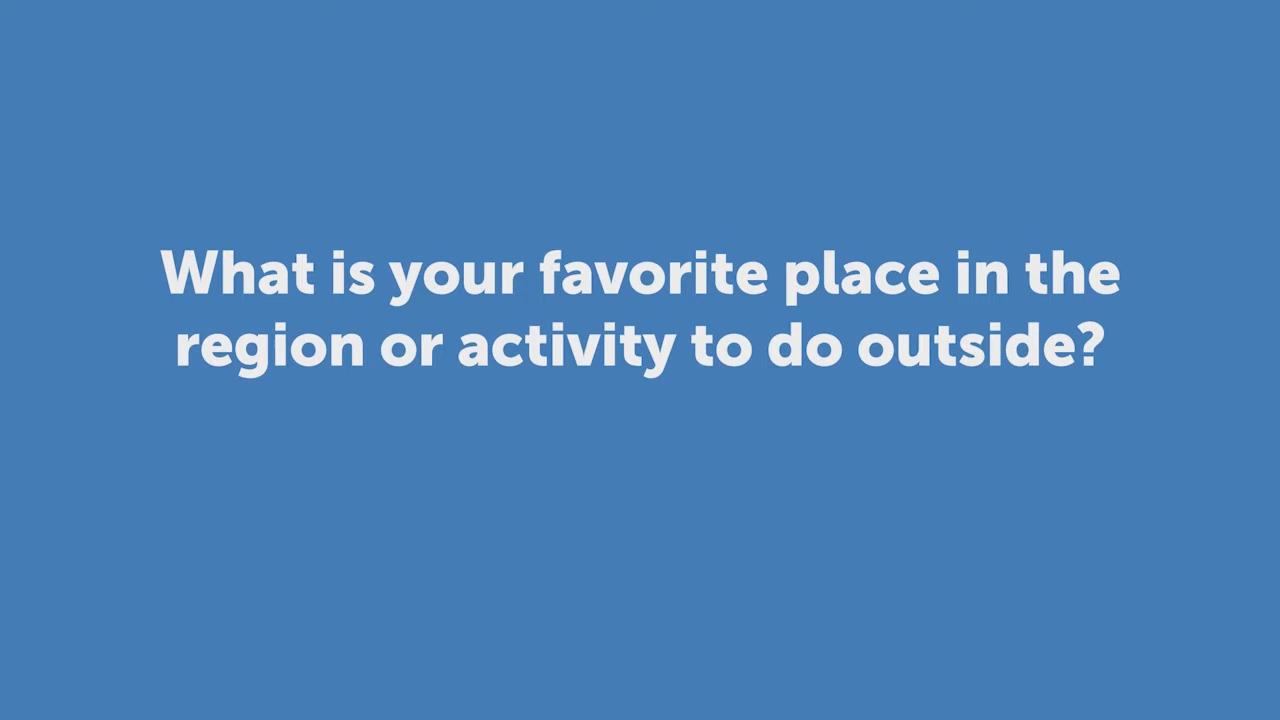 What is your favorite place in the
region or activity to do outside?